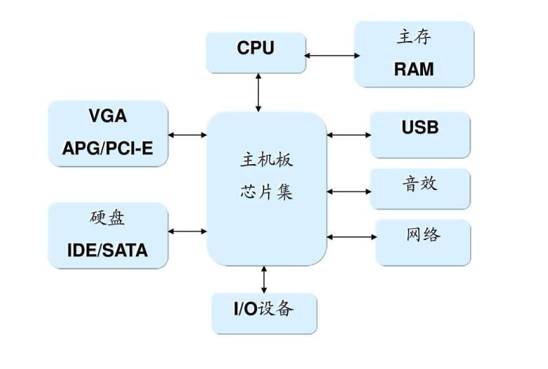 CPU
主存
RAM
VGA
APG/PCI-E
主机板
芯片集
USB
音效
硬盘
IDE/SATA
网络
I/O设备